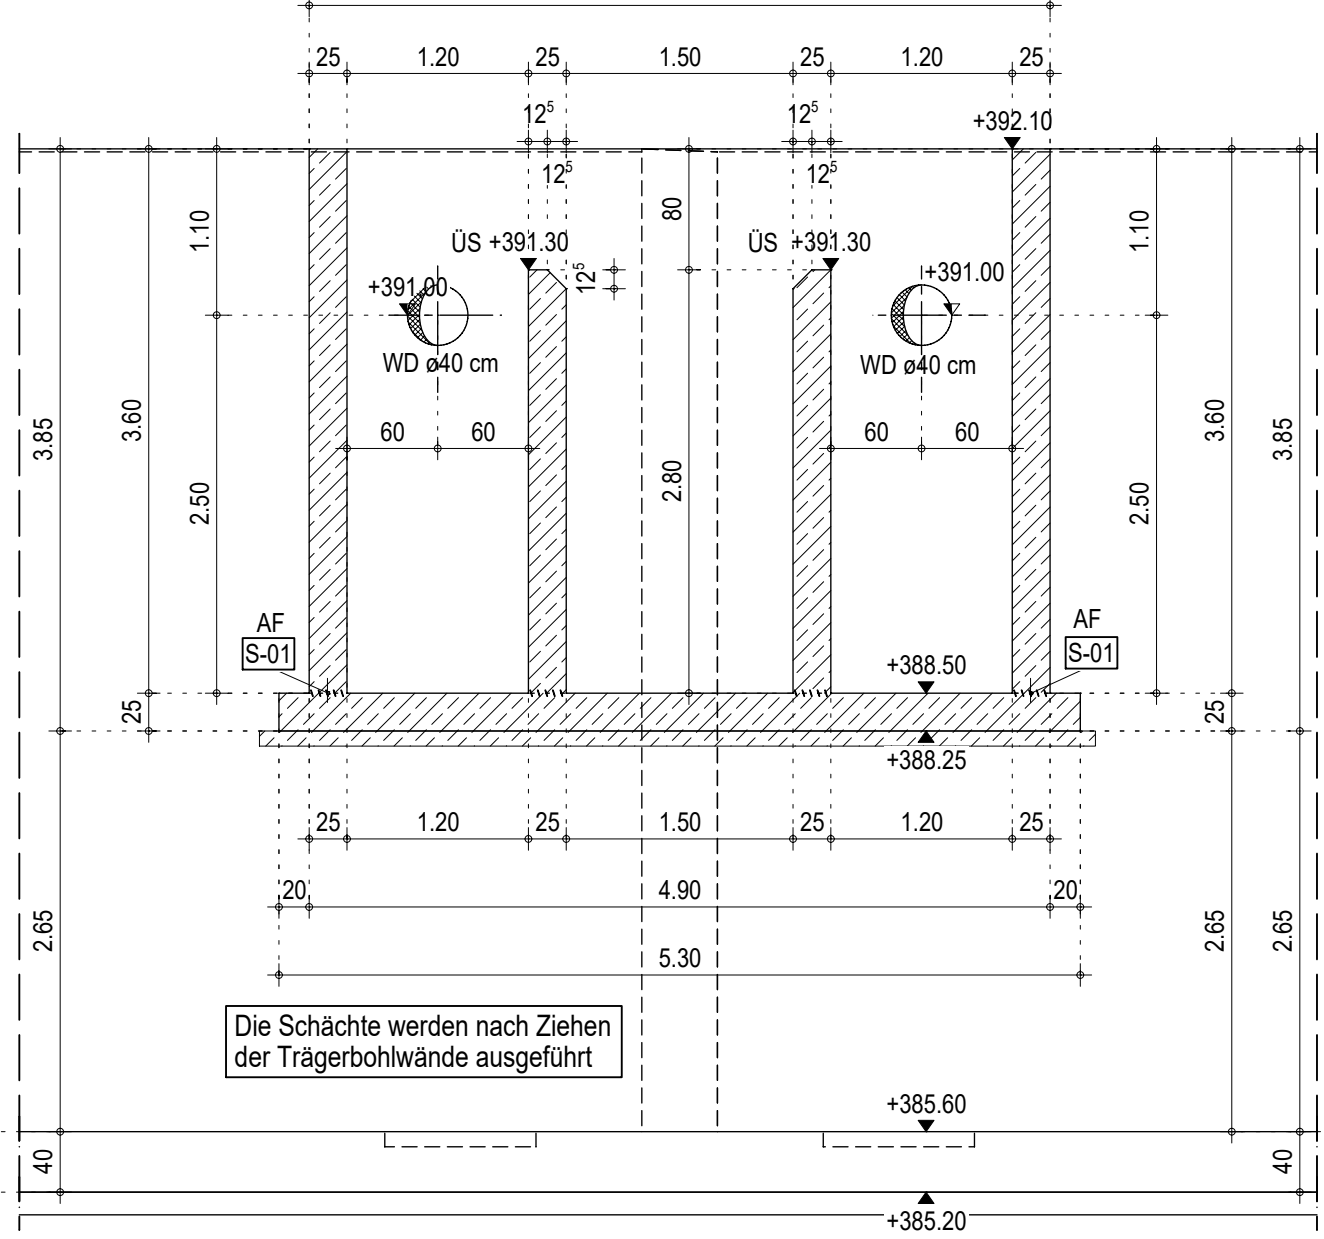 25 1.20 25 1.50 25 1.20 25
12⁵ 12⁵ +392.10
12⁵ 12⁵
80
1.10 1.10
ÜS +391.30 ÜS +391.30
12⁵
+391.00 +391.00
WD ø40 cm WD ø40 cm
3.85 3.60 60 60 60 60 3.60 3.85
2.50 2.80 2.50
AF AF
S-01 S-01
+388.50
25 25
+388.25
25 1.20 25 1.50 25 1.20 25
20 4.90 20
2.65 2.65 2.65
5.30
Die Schächte werden nach Ziehen
der Trägerbohlwände ausgeführt
+385.60
40 40
+385.20